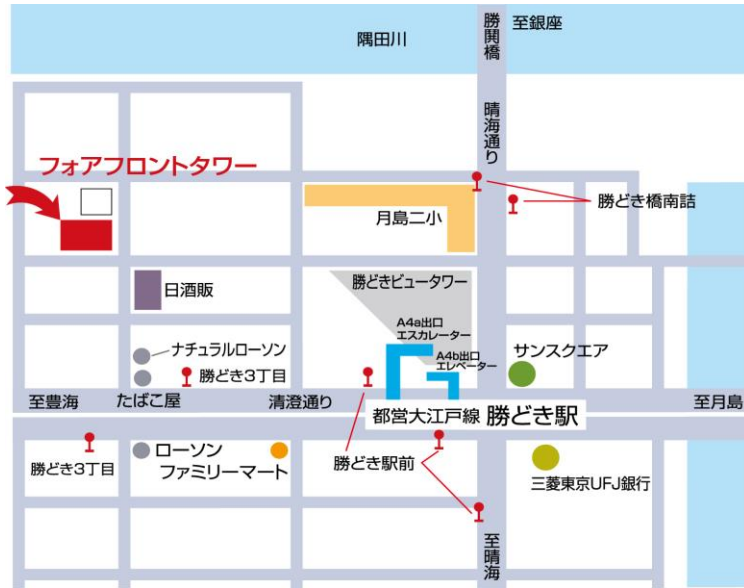 隅田川
勝関橋
至銀座
晴海通り
フォアフロントタワー
勝どき橋南詰
月島二小
日酒販
勝どきビュータワー
A4a出口
エスカレーター
A4b出口
エレベーター
ナチュラルローソン
サンスクエア
勝どき3丁目
至豊海
たばこ屋
清澄通り
都営大江戸線 勝どき駅
至月島
勝どき3丁目
ローソン
ファミリーマート
勝どき駅前
三菱東京UFJ銀行
至晴海